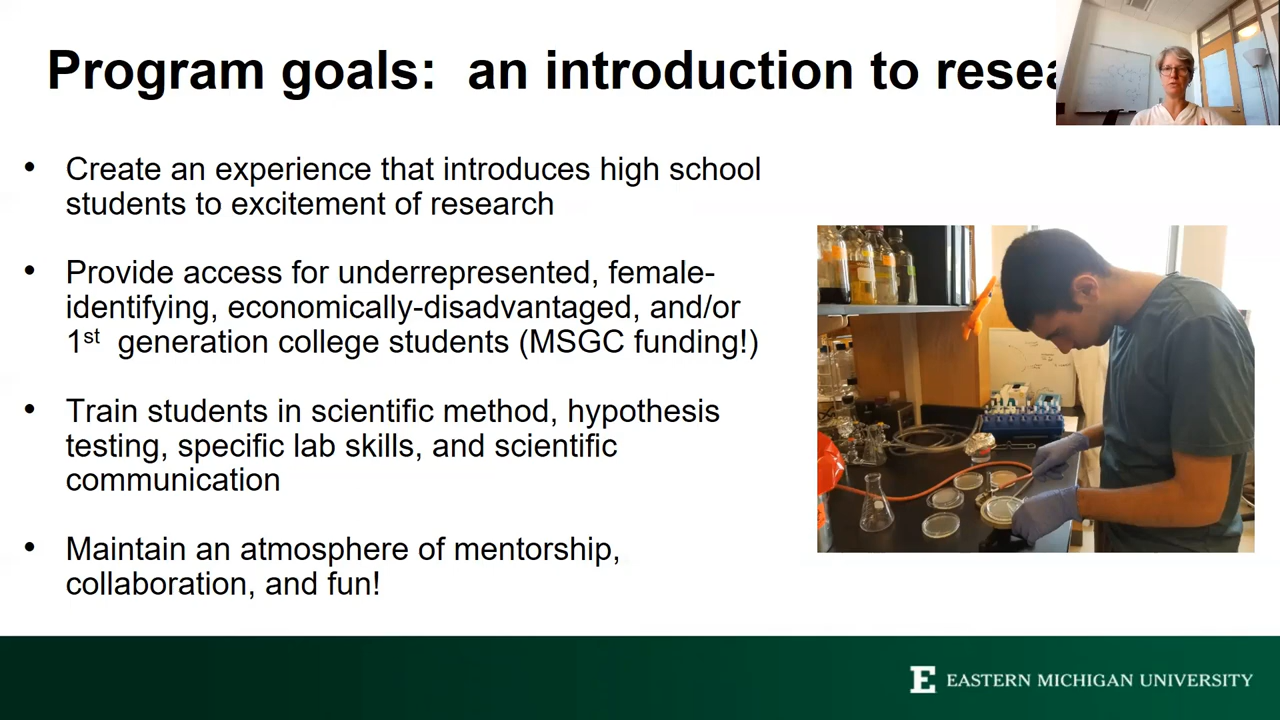 Program goals:  an introduction to resea
• Create an experience that introduces high school
students to excitement of research
• Provide access for underrepresented, female-
identifying, economically-disadvantaged, and/or
1st  generation college students (MSGC funding!)
• Train students in scientific method, hypothesis
testing, specific lab skills, and scientific
communication
• Maintain an atmosphere of mentorship,
collaboration, and fun!
E EASTERN MICHIGAN UNIVERSITY